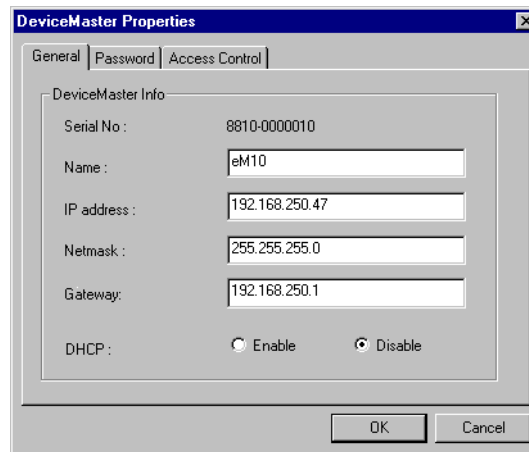 DeviceMaster Properties
General Password Access Control
DeviceMaster Info
Serial No : 8810-0000010
Name : eM10
IP address : 192.168.250.47
Netmask : 255.255.255.0
Gateway: 192.168.250.1
DHCP : Enable Disable
OK Cancel